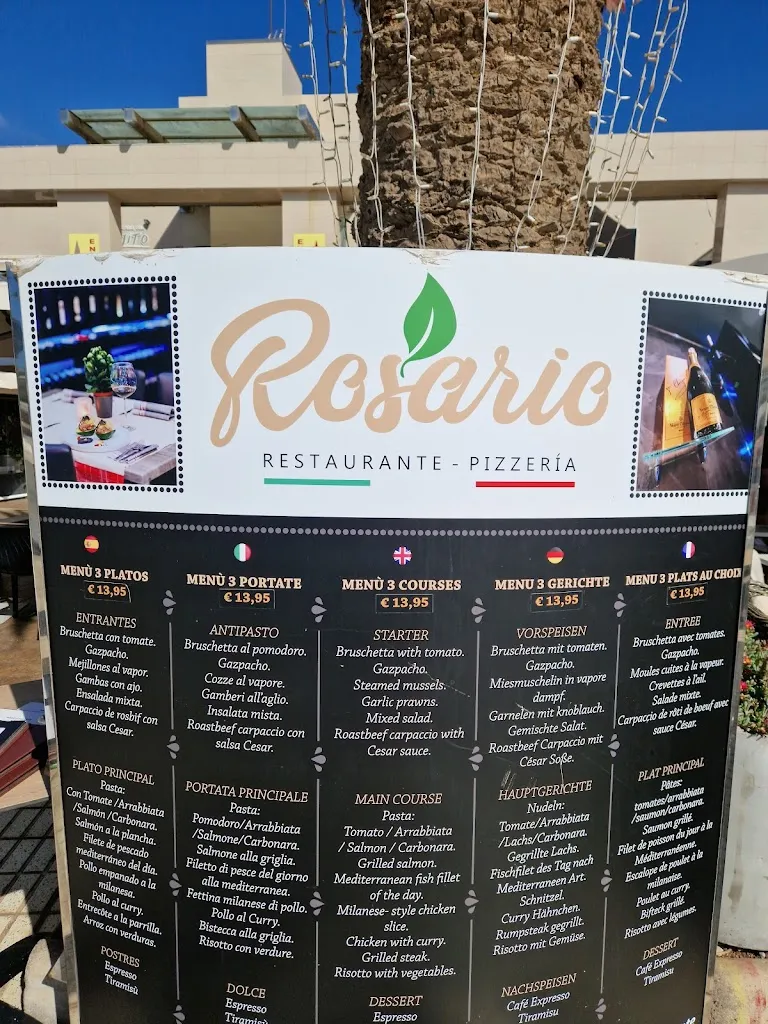 Rosario
RESTAURANTE - PIZZERÍA
MENÙ 3 PLATOS
€ 13,95
ENTRANTES
Bruschetta con tomate.
Gazpacho.
Mejillones al vapor.
Gambas con ajo.
Ensalada mixta.
Carpaccio de rosbif con
salsa Cesar.
PLATO PRINCIPAL
Pasta:
Con Tomate /Arrabbiata
/Salmón /Carbonara.
Salmón a la plancha.
Filete de pescado
mediterráneo del día.
Pollo empanado a la
milanesa.
Pollo al curry.
Entrecôte a la parrilla.
Arroz con verduras.
POSTRES
Espresso
Tiramisù
MENÙ 3 PORTATE
€ 13,95
ANTIPASTO
Bruschetta al pomodoro.
Gazpacho.
Cozze al vapore.
Gamberi all'aglio.
Insalata mista.
Roastbeef carpaccio con
salsa Cesar.
PORTATA PRINCIPALE
Pasta:
Pomodoro/Arrabbiata
/Salmone/Carbonara.
Salmone alla griglia.
Filetto di pesce del giorno
alla mediterranea.
Fettina milanese di pollo.
Pollo al Curry.
Bistecca alla griglia.
Risotto con verdure.
DOLCE
Espresso
Tiramisù
MENÙ 3 COURSES
€ 13,95
STARTER
Bruschetta with tomato.
Gazpacho.
Steamed mussels.
Garlic prawns.
Mixed salad.
Roastbeef carpaccio with
Cesar sauce.
MAIN COURSE
Pasta:
Tomato / Arrabbiata
/ Salmon / Carbonara.
Grilled salmon.
Mediterranean fish fillet
of the day.
Milanese- style chicken
slice.
Chicken with curry.
Grilled steak.
Risotto with vegetables.
DESSERT
Espresso
MENU 3 GERICHTE
€ 13,95
VORSPEISEN
Bruschetta mit tomaten.
Gazpacho.
Miesmuschelin in vapore
dampf.
Garnelen mit knoblauch.
Gemischte Salat.
Roastbeef Carpaccio mit
César Soße.
HAUPTGERICHTE
Nudeln:
Tomate/Arrabbiata
/Lachs/Carbonara.
Gegrillte Lachs.
Fischfilet des Tag nach
Mediterraneen Art.
Schnitzel.
Curry Hähnchen.
Rumpsteak gegrillt.
Risotto mit Gemüse.
NACHSPEISEN
Café Expresso
Tiramisu
MENU 3 PLATS AU CHOIX
€ 13,95
ENTREE
Bruschetta avec tomates.
Gazpacho.
Moules cuites à la vapeur.
Crevettes à l'ail.
Salade mixte.
Carpaccio de rôti de boeuf avec
sauce César.
PLAT PRINCIPAL
Pâtes:
tomates/arrabbiata
/saumon/carbonara.
Saumon grillé.
Filet de poisson du jour à la
Méditerranéenne.
Escalope de poulet à la
milanaise.
Poulet au curry.
Bifteck grillé.
Risotto avec légumes.
DESSERT
Café Expresso
Tiramisu